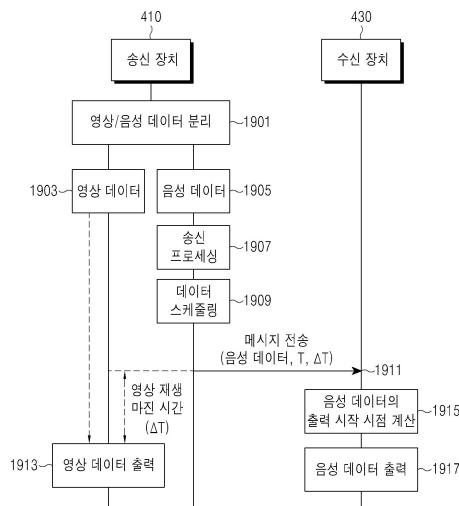 410
430
송신 장치
수신 장치
영상/음성 데이터 분리
1901
1903
영상 데이터
음성 데이터
1905
송신
프로세싱
1907
데이터
스케줄링
1909
메시지 전송
(음성 데이터, T, ΔT)
1911
영상 재생
마진 시간
(ΔT)
음성 데이터의
출력 시작 시점 계산
1915
1913
영상 데이터 출력
음성 데이터 출력
1917